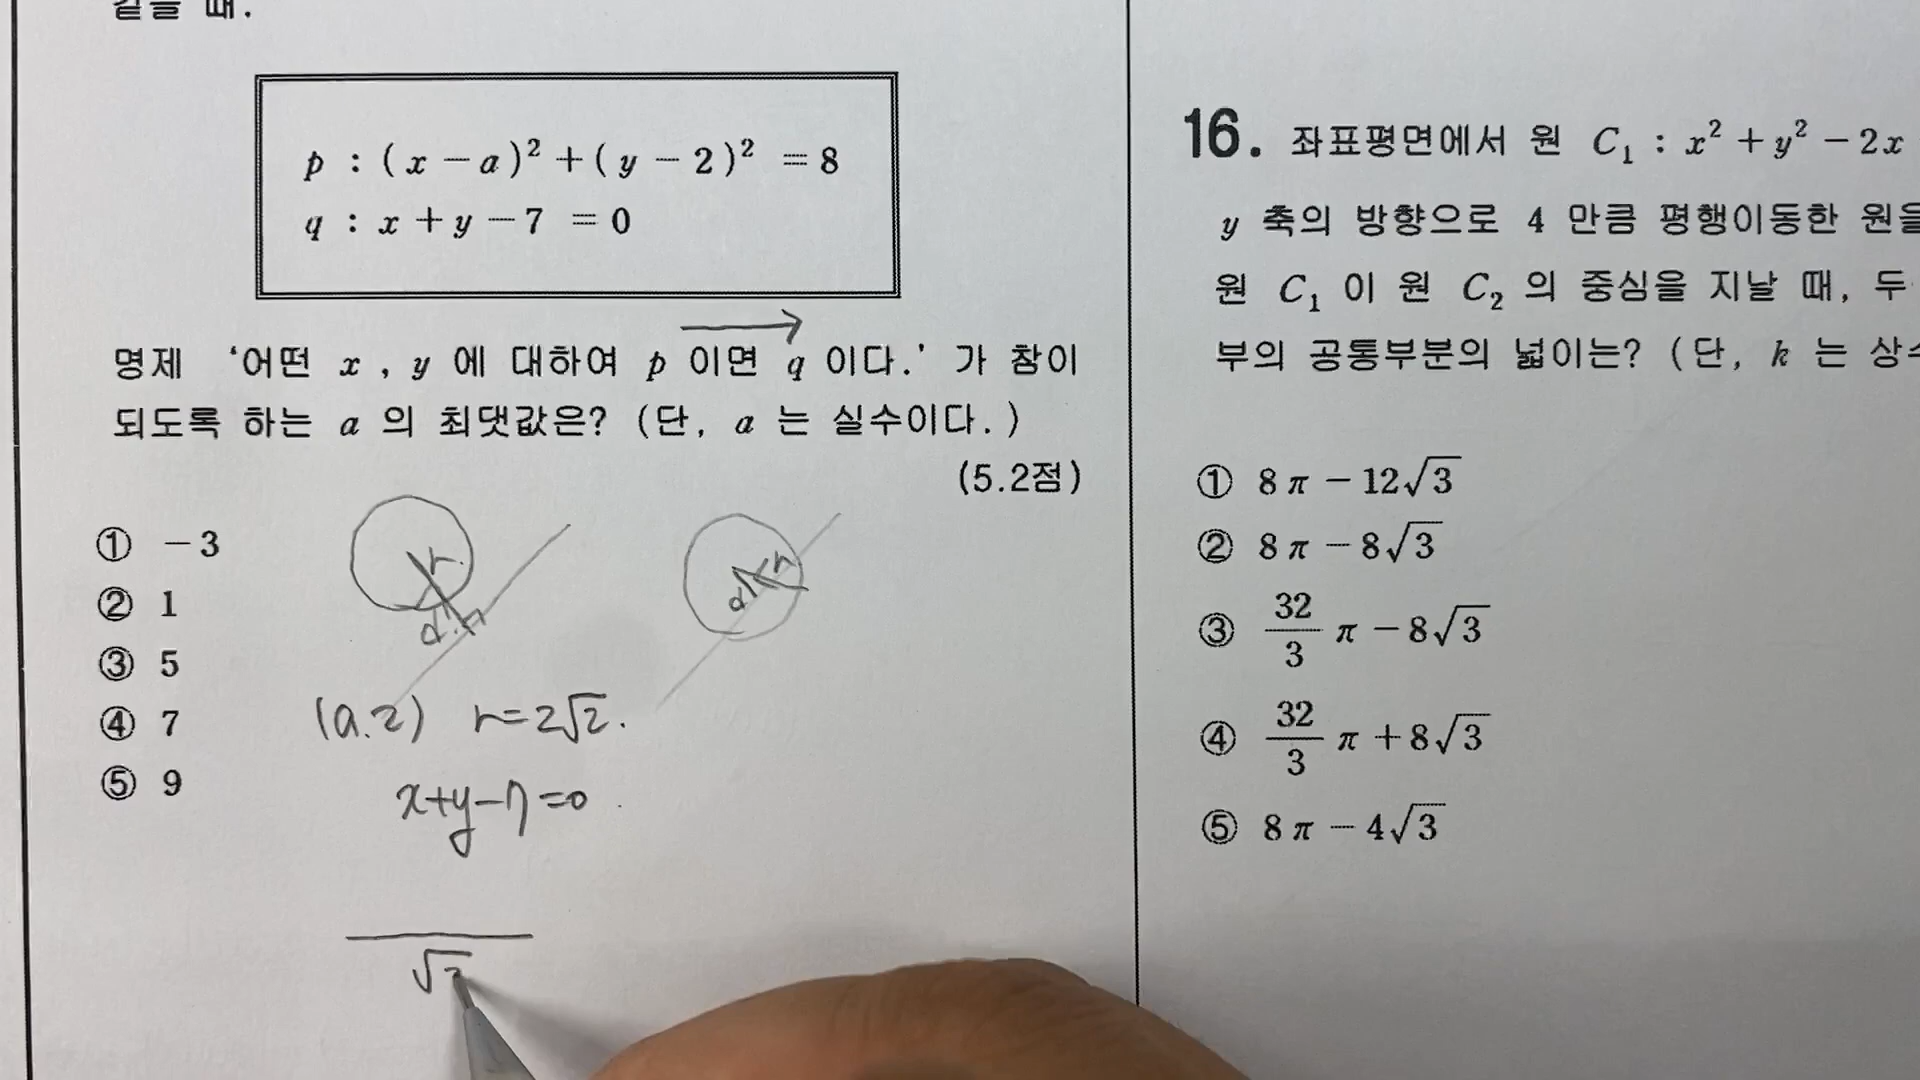 같을 때.
p : (x − a)² + (y − 2)² = 8
q : x + y − 7 = 0
명제 ‘어떤 x , y 에 대하여 p 이면 q 이다.’ 가 참이
되도록 하는 a 의 최댓값은? (단, a 는 실수이다.)
(5.2점)
① −3
② 1
③ 5
④ 7
⑤ 9
r
d
d
r
(a.2) r=2√2.
x+y−7=0
16. 좌표평면에서 원 C₁ : x² + y² − 2x
y 축의 방향으로 4 만큼 평행이동한 원을
원 C₁ 이 원 C₂ 의 중심을 지날 때, 두
부의 공통부분의 넓이는? (단, k 는
① 8π − 12√3
② 8π − 8√3
③ 32/3 π − 8√3
④ 32/3 π + 8√3
⑤ 8π − 4√3